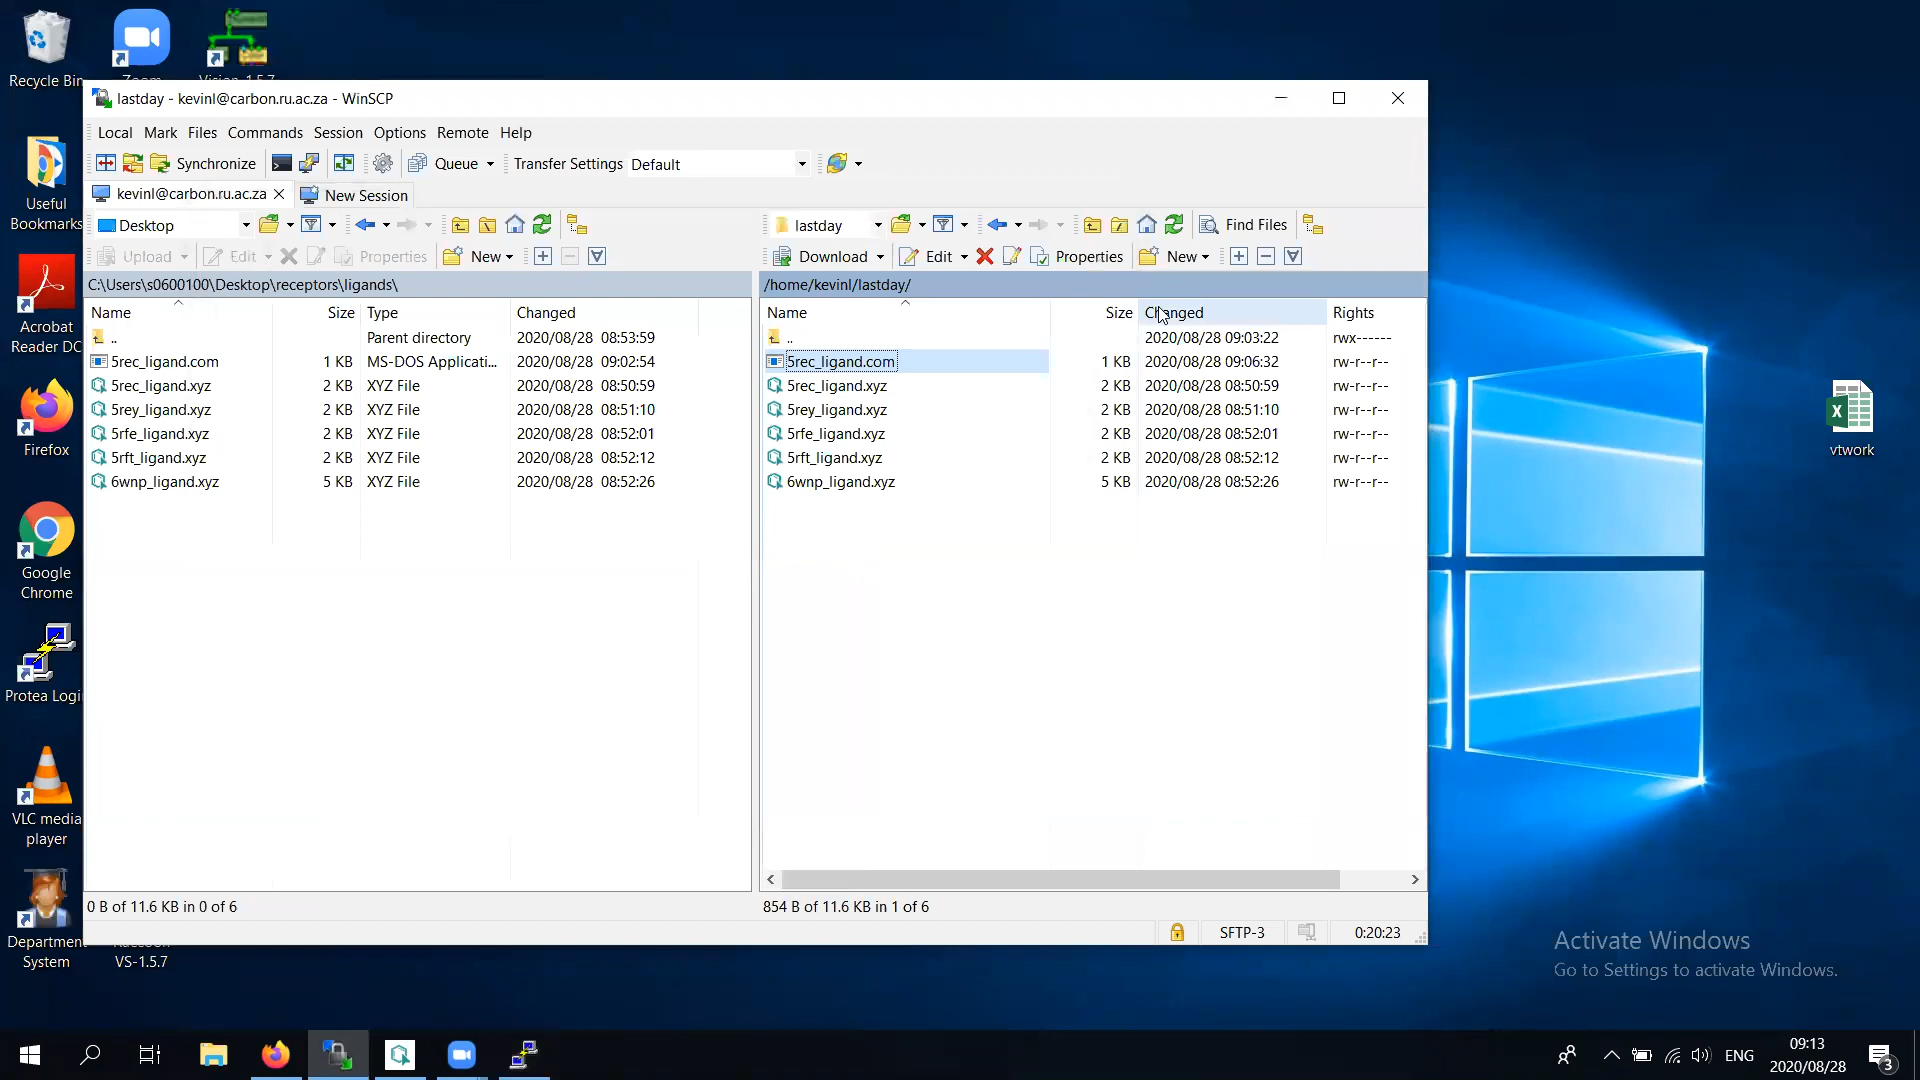 Recycle Bin
Zoom
Vision-1.5.7
Useful
Bookmarks
Acrobat
Reader DC
Firefox
Google
Chrome
Protea Logi
VLC media
player
Department
System
Raccoon
VS-1.5.7
vtwork
lastday - kevinl@carbon.ru.ac.za - WinSCP
Local Mark Files Commands Session Options Remote Help
Synchronize Queue Transfer Settings Default
kevinl@carbon.ru.ac.za New Session
Desktop
Upload Edit Properties New
C:\Users\s0600100\Desktop\receptors\ligands\
Name Size Type Changed
.. Parent directory 2020/08/28 08:53:59
5rec_ligand.com 1 KB MS-DOS Applicati... 2020/08/28 09:02:54
5rec_ligand.xyz 2 KB XYZ File 2020/08/28 08:50:59
5rey_ligand.xyz 2 KB XYZ File 2020/08/28 08:51:10
5rfe_ligand.xyz 2 KB XYZ File 2020/08/28 08:52:01
5rft_ligand.xyz 2 KB XYZ File 2020/08/28 08:52:12
6wnp_ligand.xyz 5 KB XYZ File 2020/08/28 08:52:26
0 B of 11.6 KB in 0 of 6
lastday Find Files
Download Edit Properties New
/home/kevinl/lastday/
Name Size Changed Rights
.. 2020/08/28 09:03:22 rwx------
5rec_ligand.com 1 KB 2020/08/28 09:06:32 rw-r--r--
5rec_ligand.xyz 2 KB 2020/08/28 08:50:59 rw-r--r--
5rey_ligand.xyz 2 KB 2020/08/28 08:51:10 rw-r--r--
5rfe_ligand.xyz 2 KB 2020/08/28 08:52:01 rw-r--r--
5rft_ligand.xyz 2 KB 2020/08/28 08:52:12 rw-r--r--
6wnp_ligand.xyz 5 KB 2020/08/28 08:52:26 rw-r--r--
854 B of 11.6 KB in 1 of 6
SFTP-3 0:20:23
Activate Windows
Go to Settings to activate Windows.
ENG
09:13
2020/08/28
3